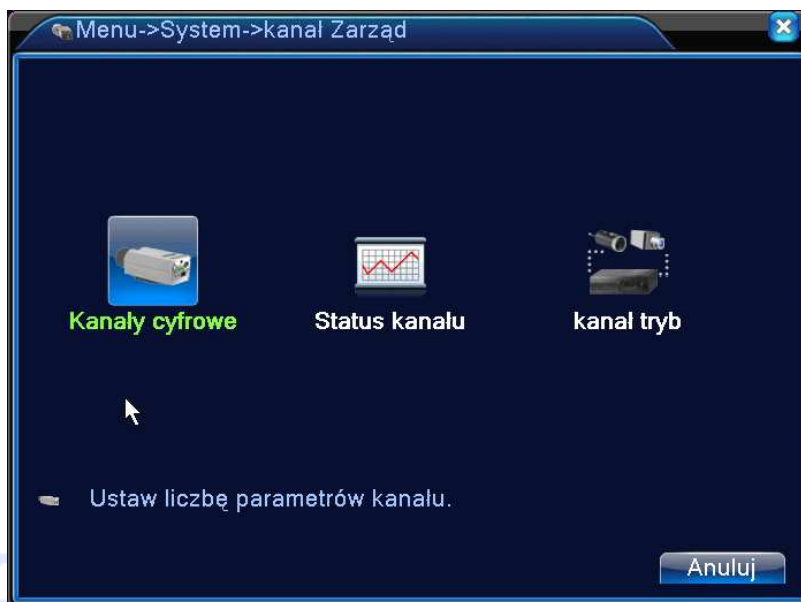 Menu->System->kanał Zarząd
Kanały cyfrowe
Status kanału
kanał tryb
Ustaw liczbę parametrów kanału.
Anuluj